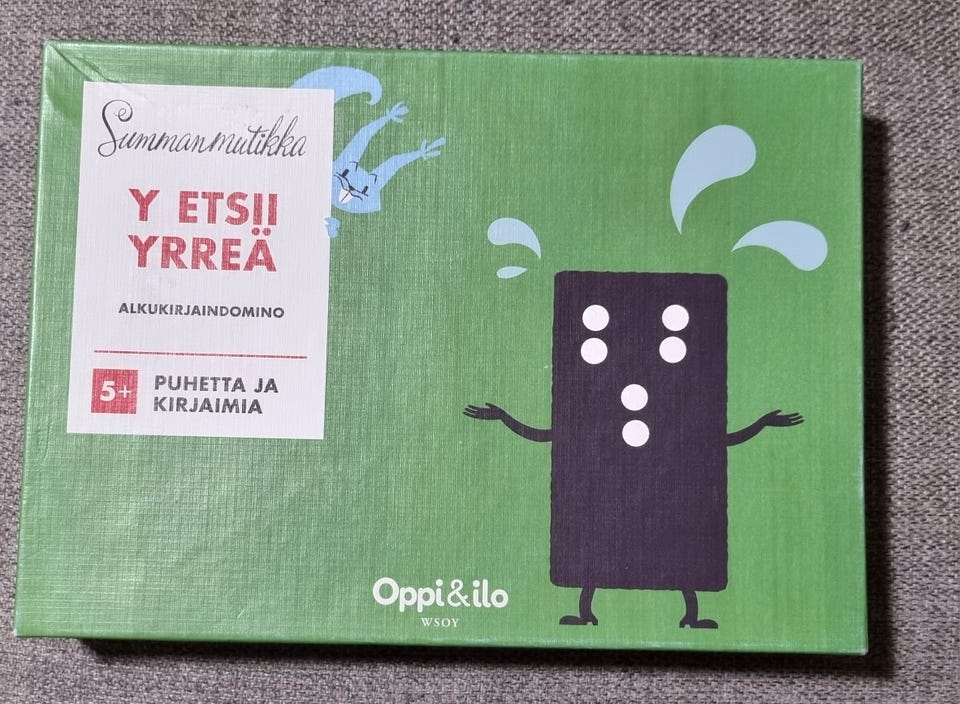 Summanmutikka
Y ETSII
YRREÄ
ALKUKIRJAINDOMINO
5+
PUHETTA JA
KIRJAIMIA
Oppi&ilo
WSOY